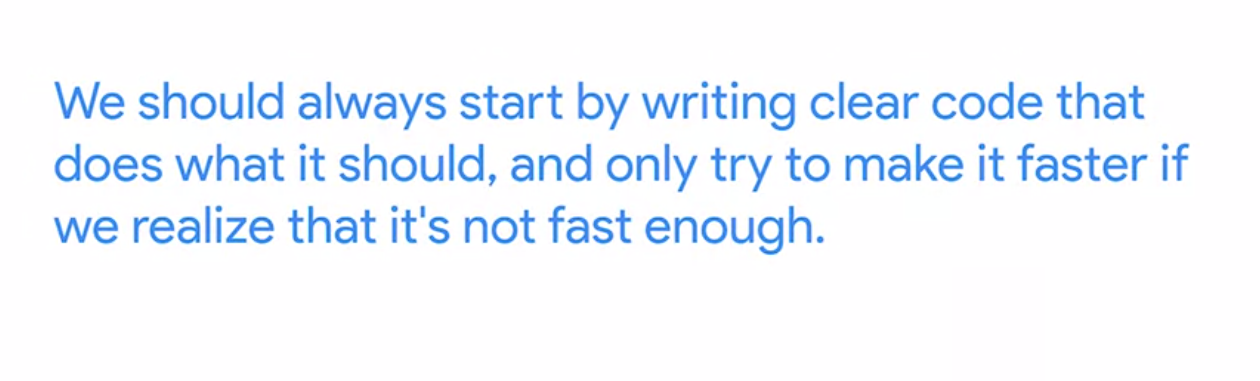 We should always start by writing clear code that
does what it should, and only try to make it faster if
we realize that it's not fast enough.